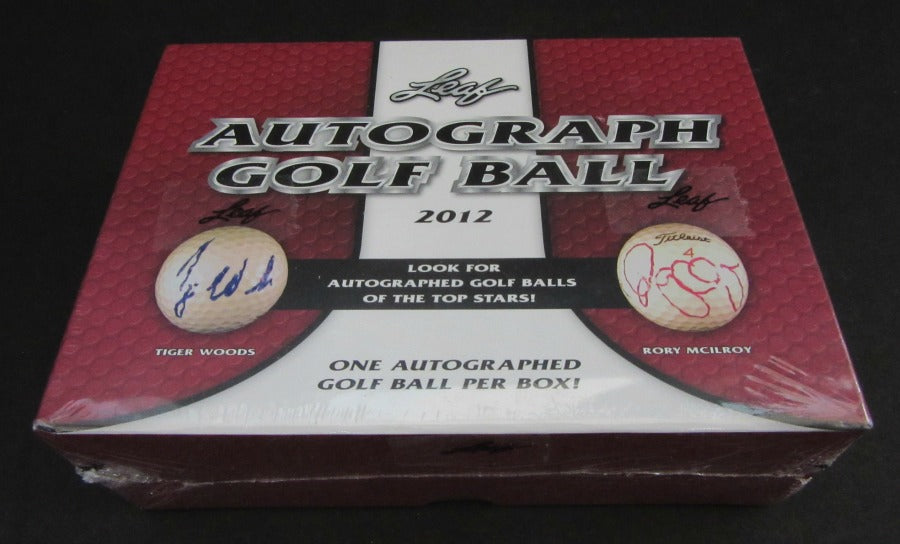 Leaf
AUTOGRAPH
GOLF BALL
2012
Leaf
Leaf
Titleist
4
LOOK FOR
AUTOGRAPHED GOLF BALLS
OF THE TOP STARS!
TIGER WOODS
RORY MCILROY
ONE AUTOGRAPHED
GOLF BALL PER BOX!
Leaf